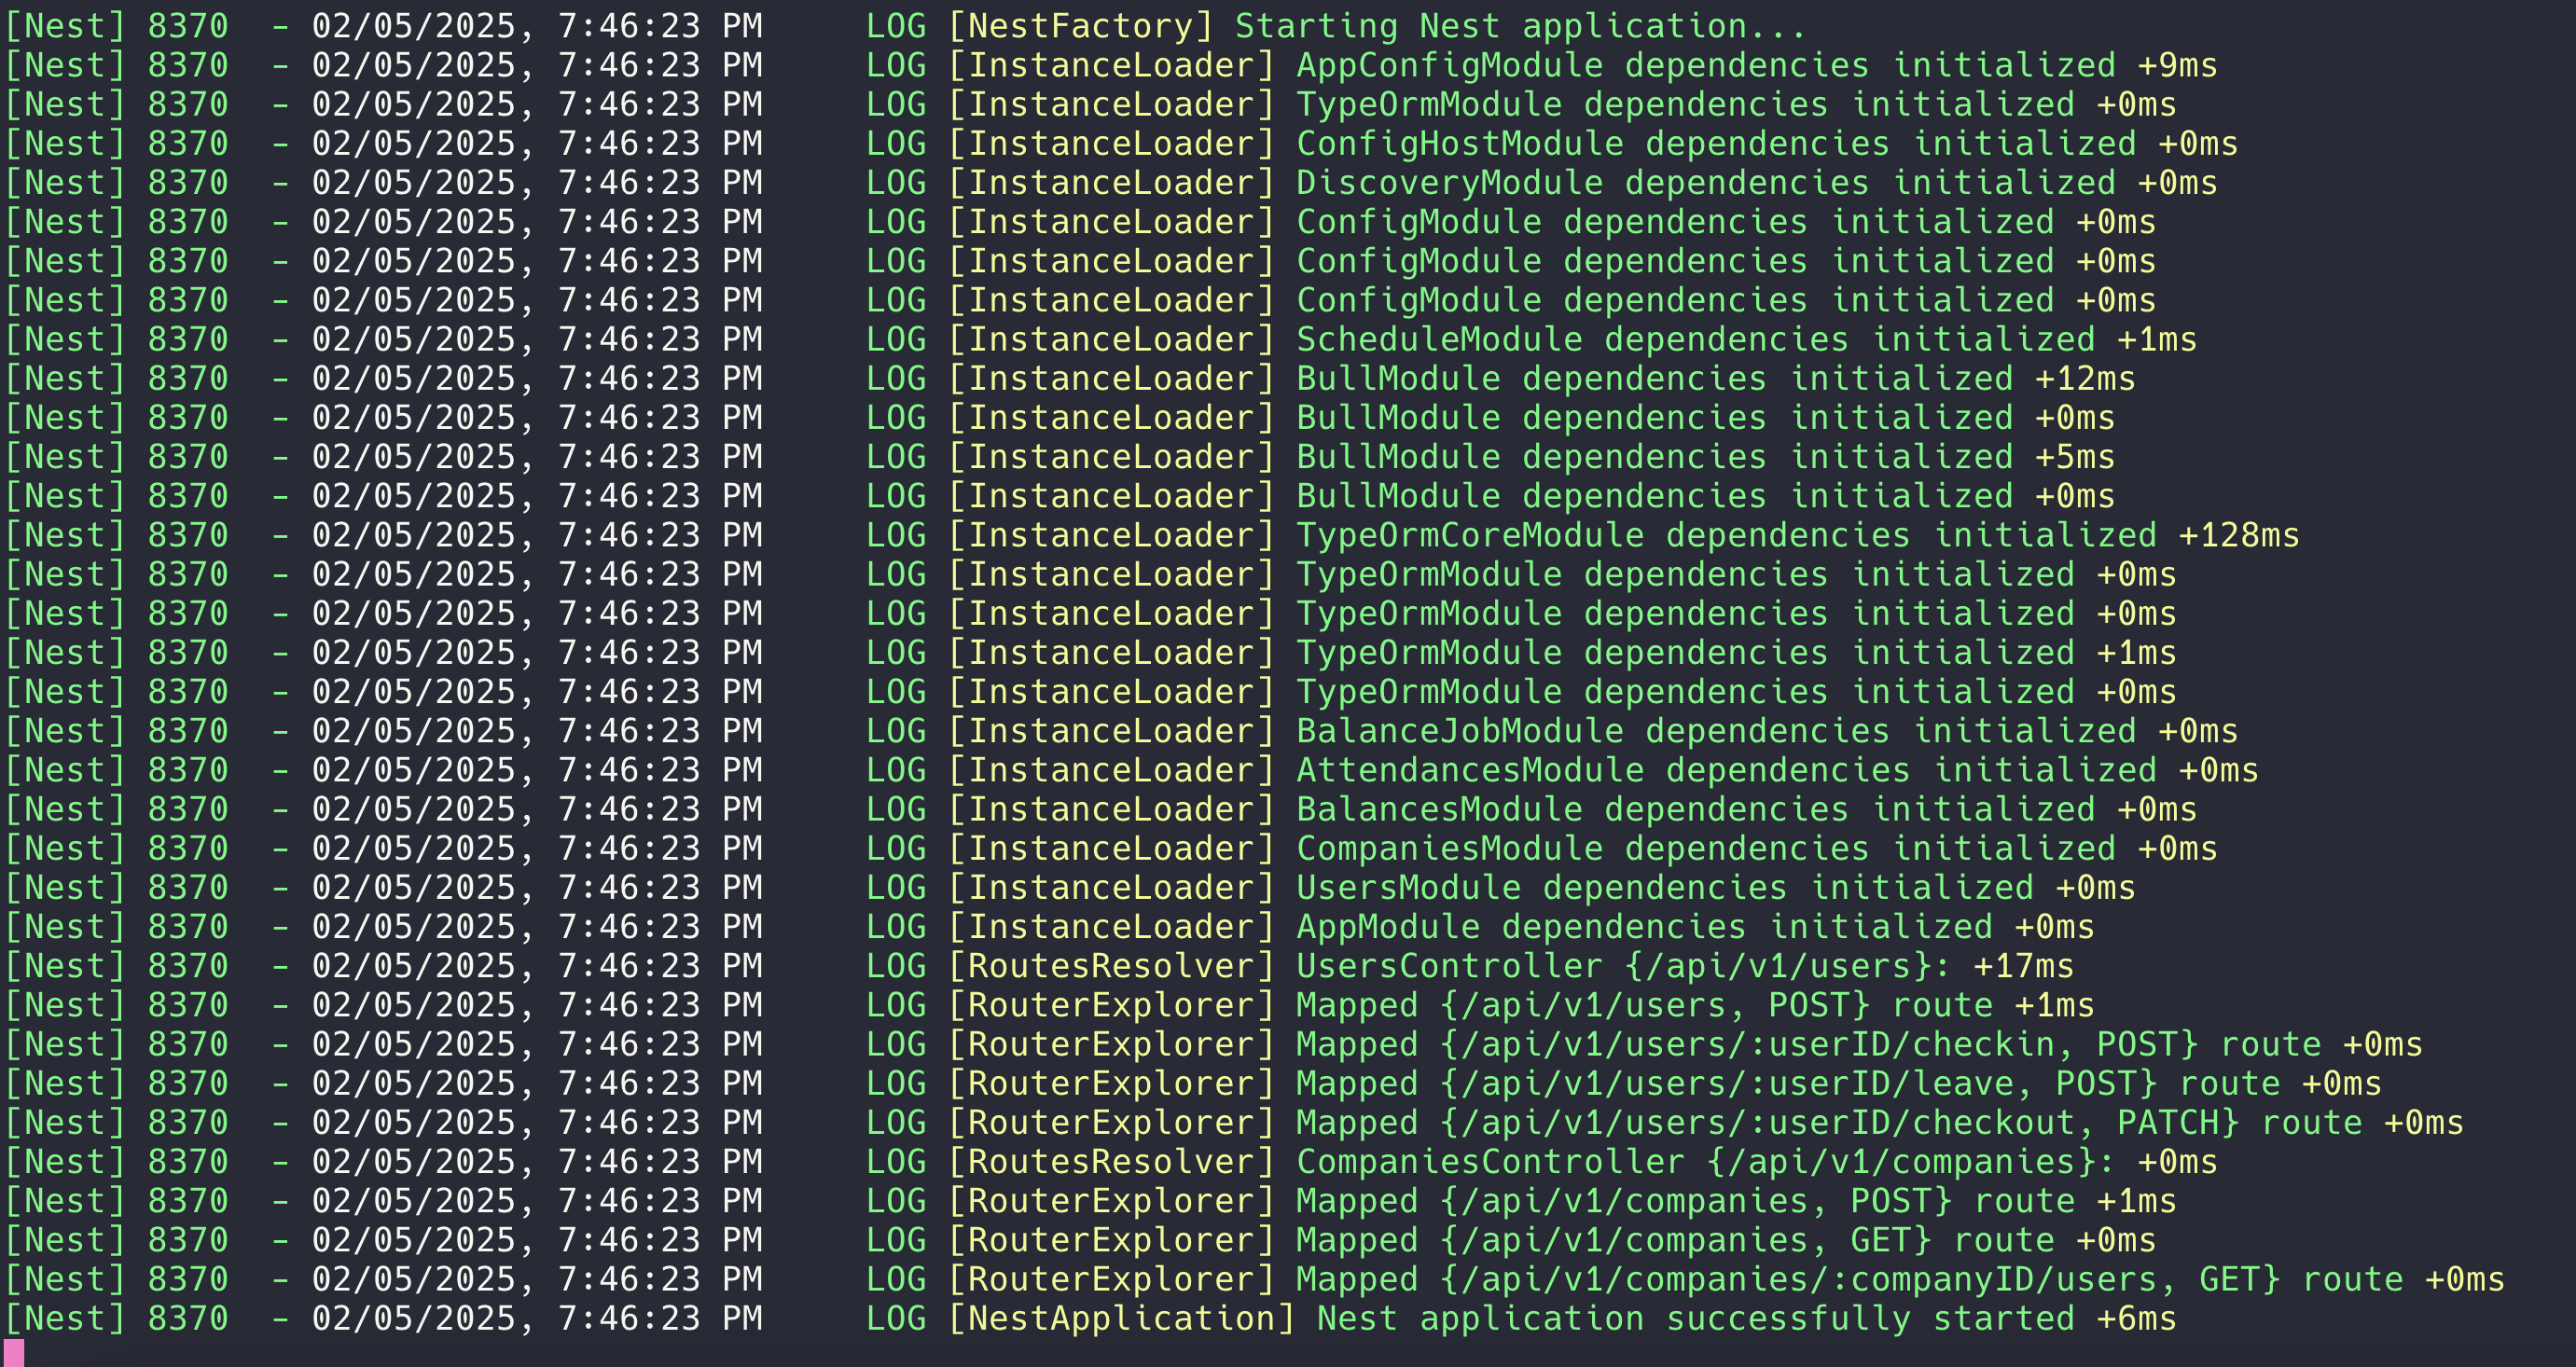 [Nest] 8370  - 02/05/2025, 7:46:23 PM     LOG [NestFactory] Starting Nest application...
[Nest] 8370  - 02/05/2025, 7:46:23 PM     LOG [InstanceLoader] AppConfigModule dependencies initialized +9ms
[Nest] 8370  - 02/05/2025, 7:46:23 PM     LOG [InstanceLoader] TypeOrmModule dependencies initialized +0ms
[Nest] 8370  - 02/05/2025, 7:46:23 PM     LOG [InstanceLoader] ConfigHostModule dependencies initialized +0ms
[Nest] 8370  - 02/05/2025, 7:46:23 PM     LOG [InstanceLoader] DiscoveryModule dependencies initialized +0ms
[Nest] 8370  - 02/05/2025, 7:46:23 PM     LOG [InstanceLoader] ConfigModule dependencies initialized +0ms
[Nest] 8370  - 02/05/2025, 7:46:23 PM     LOG [InstanceLoader] ConfigModule dependencies initialized +0ms
[Nest] 8370  - 02/05/2025, 7:46:23 PM     LOG [InstanceLoader] ConfigModule dependencies initialized +0ms
[Nest] 8370  - 02/05/2025, 7:46:23 PM     LOG [InstanceLoader] ScheduleModule dependencies initialized +1ms
[Nest] 8370  - 02/05/2025, 7:46:23 PM     LOG [InstanceLoader] BullModule dependencies initialized +12ms
[Nest] 8370  - 02/05/2025, 7:46:23 PM     LOG [InstanceLoader] BullModule dependencies initialized +0ms
[Nest] 8370  - 02/05/2025, 7:46:23 PM     LOG [InstanceLoader] BullModule dependencies initialized +5ms
[Nest] 8370  - 02/05/2025, 7:46:23 PM     LOG [InstanceLoader] BullModule dependencies initialized +0ms
[Nest] 8370  - 02/05/2025, 7:46:23 PM     LOG [InstanceLoader] TypeOrmCoreModule dependencies initialized +128ms
[Nest] 8370  - 02/05/2025, 7:46:23 PM     LOG [InstanceLoader] TypeOrmModule dependencies initialized +0ms
[Nest] 8370  - 02/05/2025, 7:46:23 PM     LOG [InstanceLoader] TypeOrmModule dependencies initialized +0ms
[Nest] 8370  - 02/05/2025, 7:46:23 PM     LOG [InstanceLoader] TypeOrmModule dependencies initialized +1ms
[Nest] 8370  - 02/05/2025, 7:46:23 PM     LOG [InstanceLoader] TypeOrmModule dependencies initialized +0ms
[Nest] 8370  - 02/05/2025, 7:46:23 PM     LOG [InstanceLoader] BalanceJobModule dependencies initialized +0ms
[Nest] 8370  - 02/05/2025, 7:46:23 PM     LOG [InstanceLoader] AttendancesModule dependencies initialized +0ms
[Nest] 8370  - 02/05/2025, 7:46:23 PM     LOG [InstanceLoader] BalancesModule dependencies initialized +0ms
[Nest] 8370  - 02/05/2025, 7:46:23 PM     LOG [InstanceLoader] CompaniesModule dependencies initialized +0ms
[Nest] 8370  - 02/05/2025, 7:46:23 PM     LOG [InstanceLoader] UsersModule dependencies initialized +0ms
[Nest] 8370  - 02/05/2025, 7:46:23 PM     LOG [InstanceLoader] AppModule dependencies initialized +0ms
[Nest] 8370  - 02/05/2025, 7:46:23 PM     LOG [RoutesResolver] UsersController {/api/v1/users}: +17ms
[Nest] 8370  - 02/05/2025, 7:46:23 PM     LOG [RouterExplorer] Mapped {/api/v1/users, POST} route +1ms
[Nest] 8370  - 02/05/2025, 7:46:23 PM     LOG [RouterExplorer] Mapped {/api/v1/users/:userID/checkin, POST} route +0ms
[Nest] 8370  - 02/05/2025, 7:46:23 PM     LOG [RouterExplorer] Mapped {/api/v1/users/:userID/leave, POST} route +0ms
[Nest] 8370  - 02/05/2025, 7:46:23 PM     LOG [RouterExplorer] Mapped {/api/v1/users/:userID/checkout, PATCH} route +0ms
[Nest] 8370  - 02/05/2025, 7:46:23 PM     LOG [RoutesResolver] CompaniesController {/api/v1/companies}: +0ms
[Nest] 8370  - 02/05/2025, 7:46:23 PM     LOG [RouterExplorer] Mapped {/api/v1/companies, POST} route +1ms
[Nest] 8370  - 02/05/2025, 7:46:23 PM     LOG [RouterExplorer] Mapped {/api/v1/companies, GET} route +0ms
[Nest] 8370  - 02/05/2025, 7:46:23 PM     LOG [RouterExplorer] Mapped {/api/v1/companies/:companyID/users, GET} route +0ms
[Nest] 8370  - 02/05/2025, 7:46:23 PM     LOG [NestApplication] Nest application successfully started +6ms